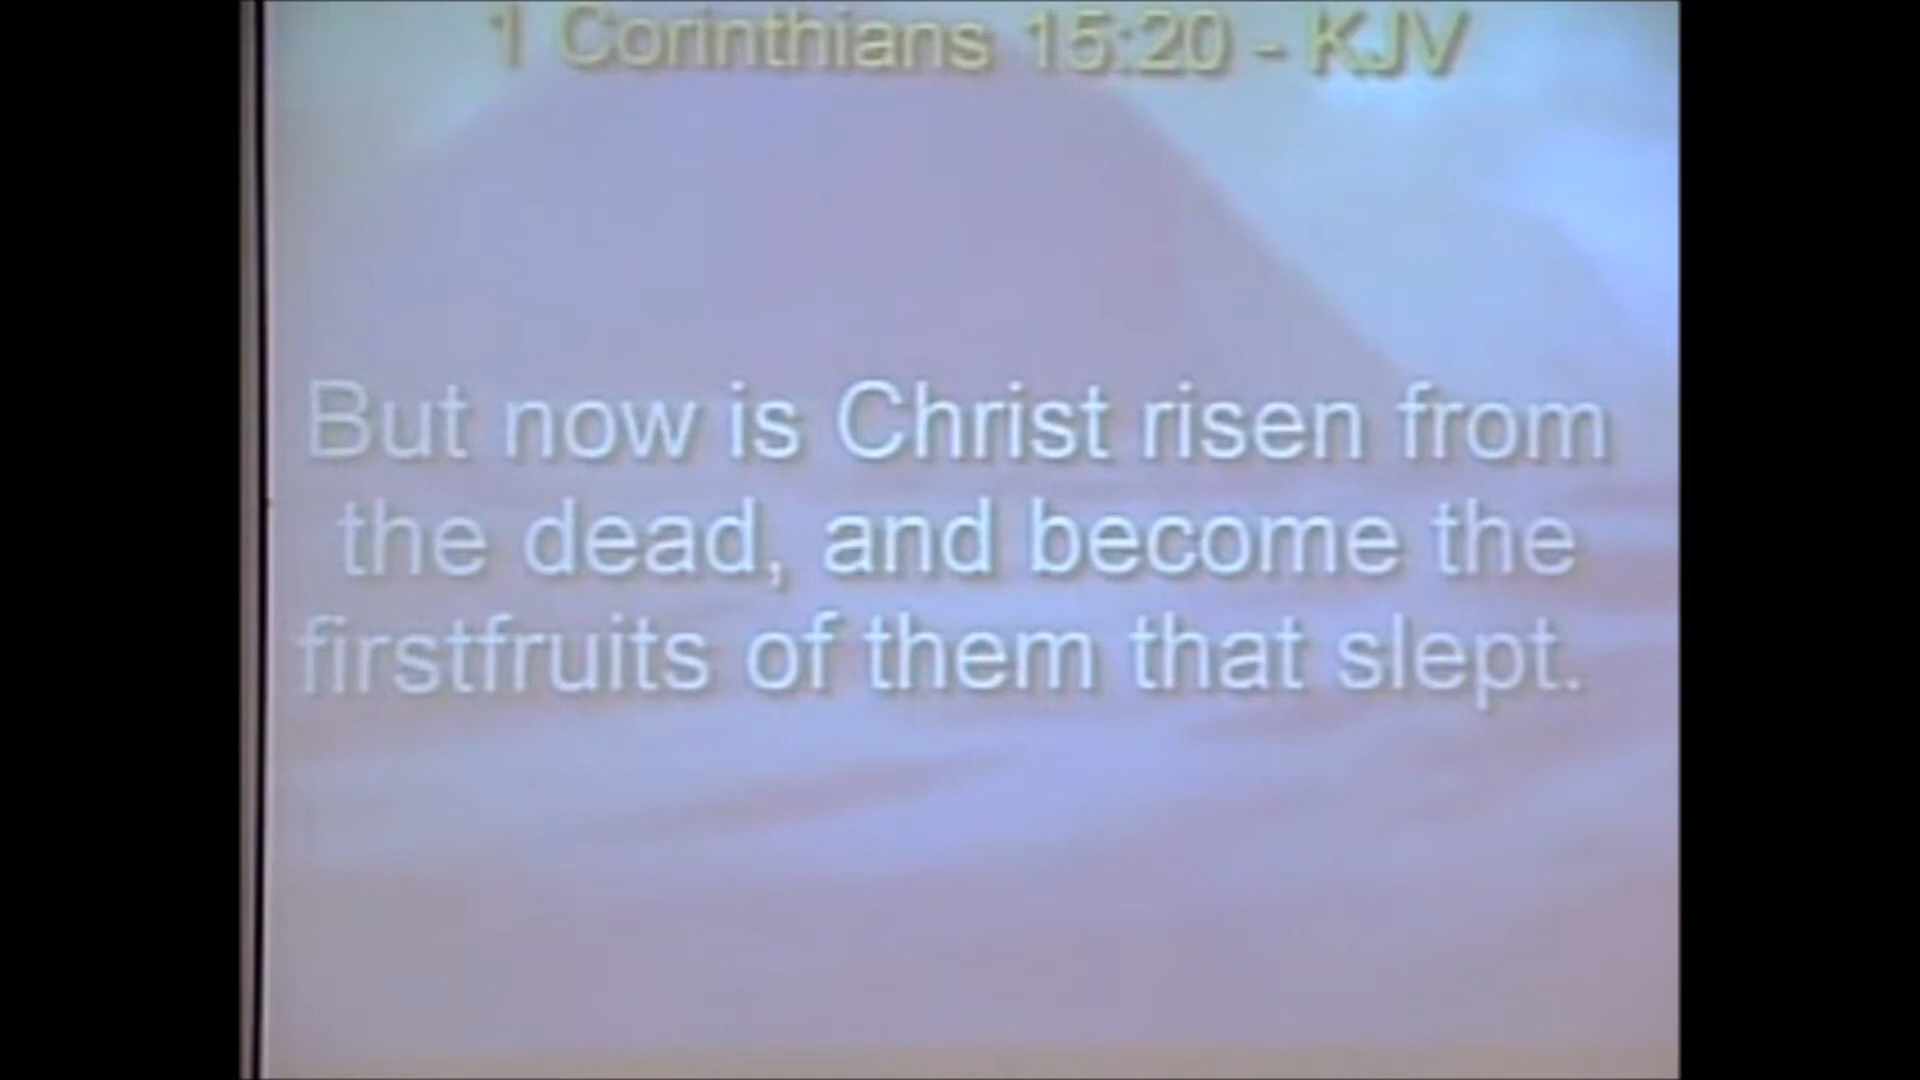 1 Corinthians 15:20 - KJV
But now is Christ risen from
the dead, and become the
firstfruits of them that slept.